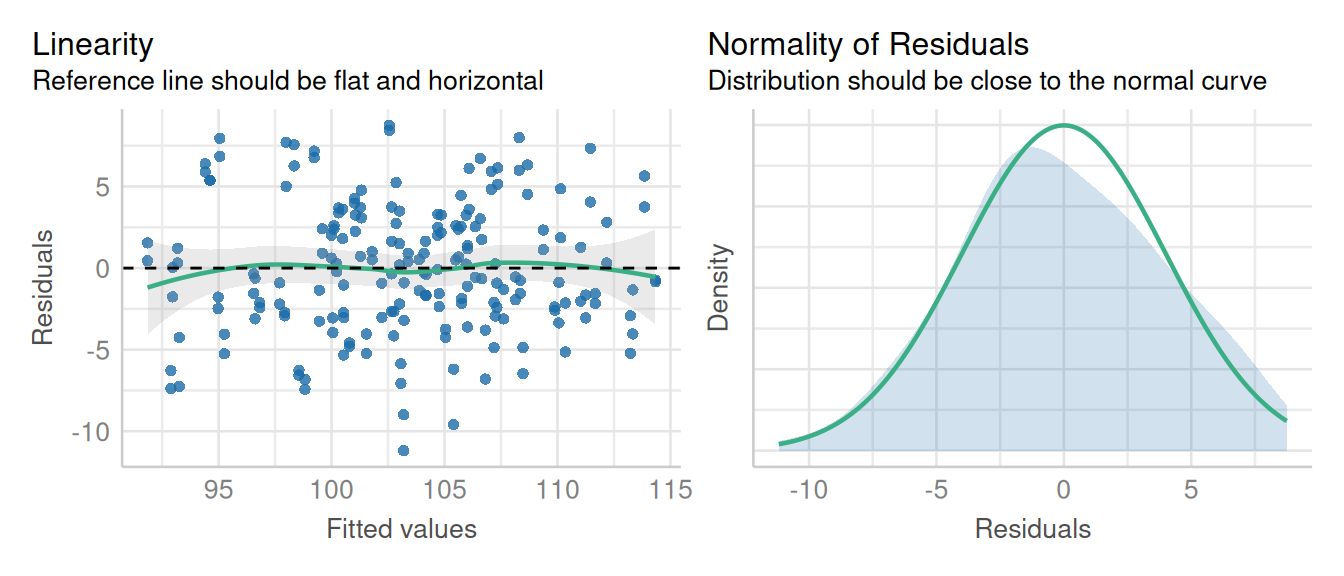 Linearity
Reference line should be flat and horizontal
Residuals
5
0
-5
-10
95 100 105 110 115
Fitted values
Normality of Residuals
Distribution should be close to the normal curve
Density
-10 -5 0 5
Residuals